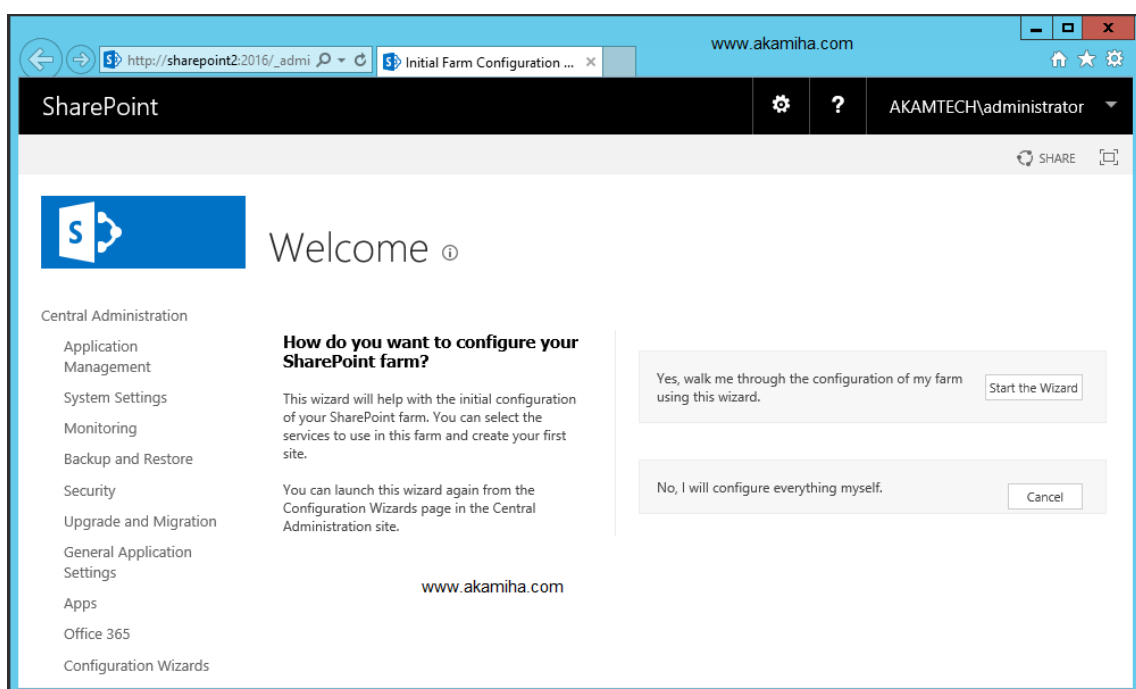 www.akamiha.com
http://sharepoint2:2016/_admi
Initial Farm Configuration ...
SharePoint
?
AKAMTECH\administrator
SHARE
S
Welcome
Central Administration
Application
Management
System Settings
Monitoring
Backup and Restore
Security
Upgrade and Migration
General Application
Settings
Apps
Office 365
Configuration Wizards
How do you want to configure your
SharePoint farm?
This wizard will help with the initial configuration
of your SharePoint farm. You can select the
services to use in this farm and create your first
site.
You can launch this wizard again from the
Configuration Wizards page in the Central
Administration site.
Yes, walk me through the configuration of my farm
using this wizard.
Start the Wizard
No, I will configure everything myself.
Cancel
www.akamiha.com